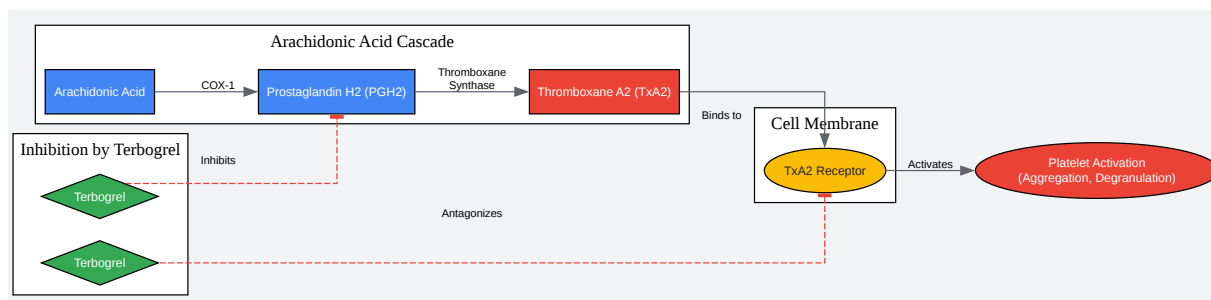 Arachidonic Acid Cascade
Arachidonic Acid
COX-1
Prostaglandin H2 (PGH2)
Thromboxane
Synthase
Thromboxane A2 (TxA2)
Binds to
Cell Membrane
TxA2 Receptor
Activates
Platelet Activation
(Aggregation, Degranulation)
Inhibition by Terbogrel
Terbogrel
Inhibits
Terbogrel
Antagonizes